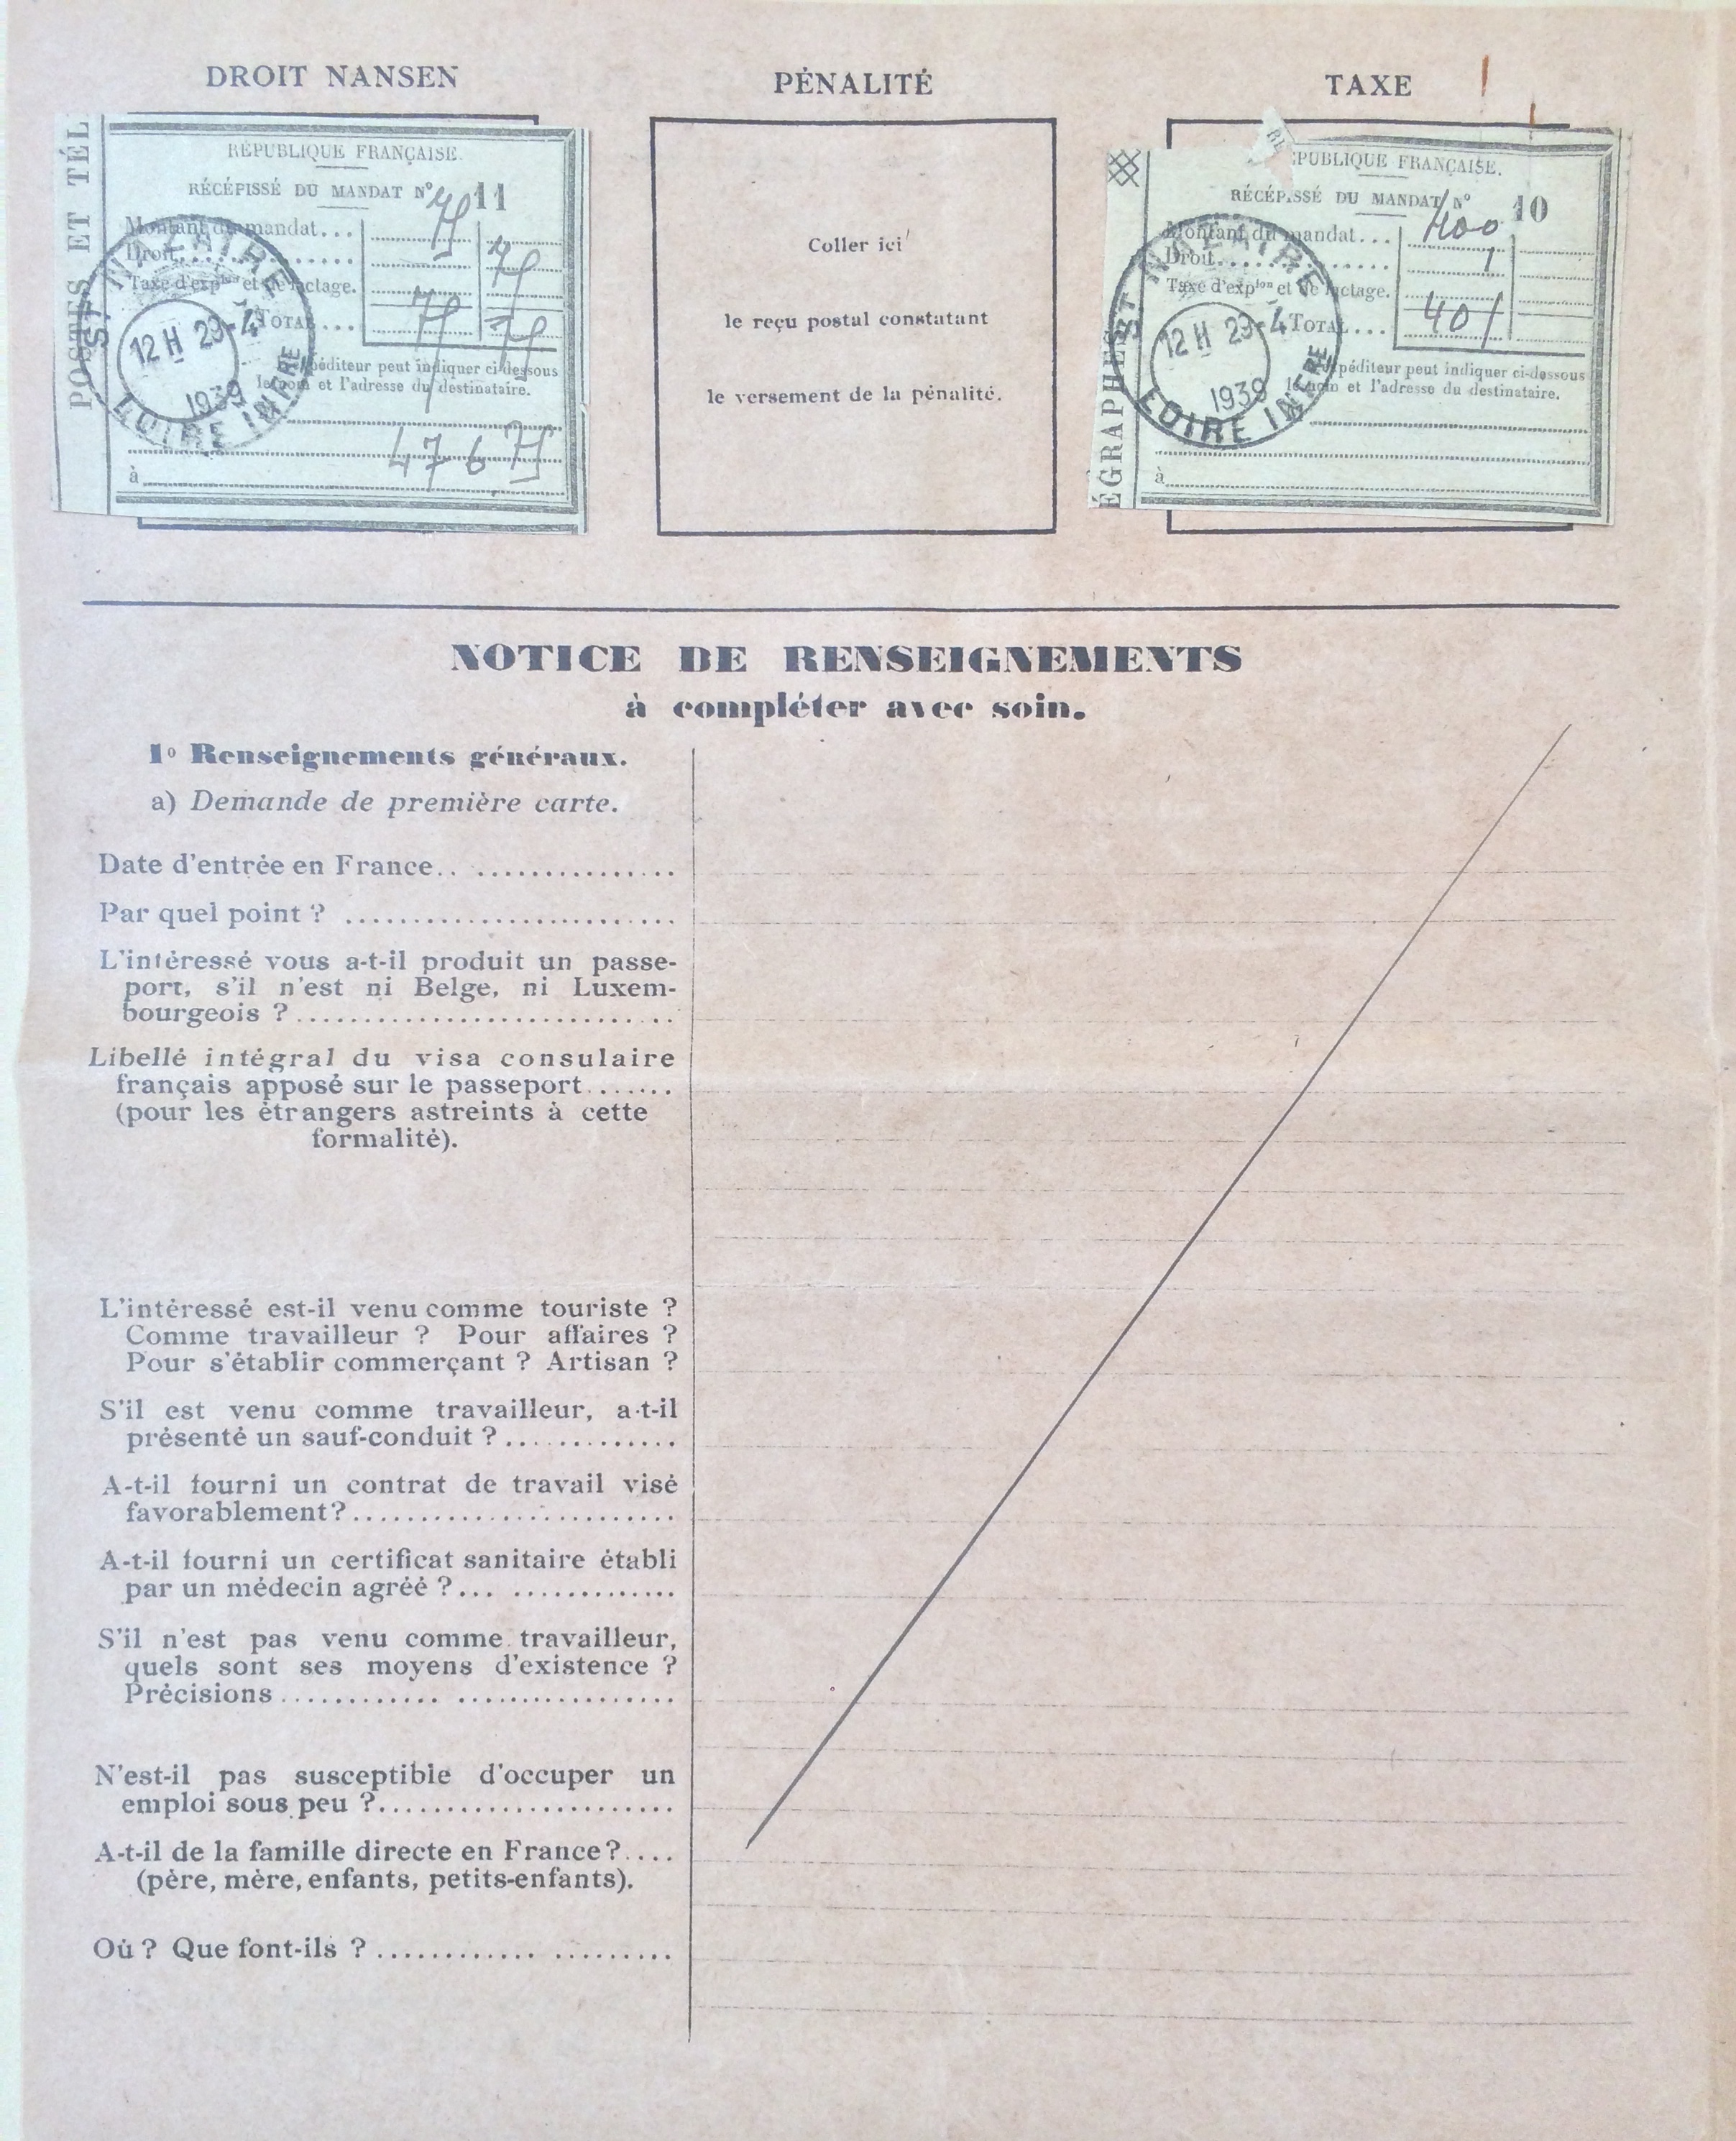 DROIT NANSEN
POSTES ET TÉL
RÉPUBLIQUE FRANÇAISE.
RÉCÉPISSÉ DU MANDAT N° 11
Montant du mandat...
Droit
Taxe d'exp^ion et de factage.
TOTAL...
L'expéditeur peut indiquer ci-dessous
le nom et l'adresse du destinataire.
à
ST NAZAIRE
12 H 29-4
1939
LOIRE INFRE
PÉNALITÉ
Coller ici
le reçu postal constatant
le versement de la pénalité.
TAXE
ÉGRAPHES
RÉPUBLIQUE FRANÇAISE.
RÉCÉPISSÉ DU MANDAT N° 10
Montant du mandat... 400
Droit 1
Taxe d'exp^ion et de factage.
TOTAL... 401
L'expéditeur peut indiquer ci-dessous
le nom et l'adresse du destinataire.
à
ST NAZAIRE
12 H 29-4
1939
LOIRE INFRE
NOTICE DE RENSEIGNEMENTS
à compléter avec soin.
1° Renseignements généraux.
a) Demande de première carte.
Date d'entrée en France
Par quel point ?
L'intéressé vous a-t-il produit un passe-
port, s'il n'est ni Belge, ni Luxem-
bourgeois ?
Libellé intégral du visa consulaire
français apposé sur le passeport
(pour les étrangers astreints à cette
formalité).
L'intéressé est-il venu comme touriste ?
Comme travailleur ? Pour affaires ?
Pour s'établir commerçant ? Artisan ?
S'il est venu comme travailleur, a-t-il
présenté un sauf-conduit ?
A-t-il fourni un contrat de travail visé
favorablement ?
A-t-il fourni un certificat sanitaire établi
par un médecin agréé ?
S'il n'est pas venu comme travailleur,
quels sont ses moyens d'existence ?
Précisions
N'est-il pas susceptible d'occuper un
emploi sous peu ?
A-t-il de la famille directe en France ?
(père, mère, enfants, petits-enfants).
Où ? Que font-ils ?